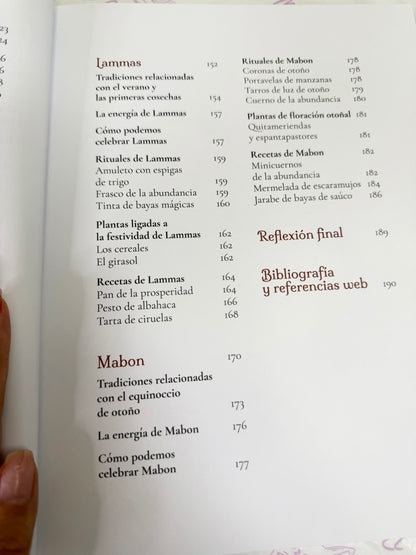 23
24
6
6
8
9
0
Lammas 152
Tradiciones relacionadas
con el verano y
las primeras cosechas 154
La energía de Lammas 157
Cómo podemos
celebrar Lammas 157
Rituales de Lammas 159
Amuleto con espigas
de trigo 159
Frasco de la abundancia 159
Tinta de bayas mágicas 160
Plantas ligadas a
la festividad de Lammas 162
Los cereales 162
El girasol 162
Recetas de Lammas 164
Pan de la prosperidad 164
Pesto de albahaca 166
Tarta de ciruelas 168
Mabon 170
Tradiciones relacionadas
con el equinoccio
de otoño 173
La energía de Mabon 176
Cómo podemos
celebrar Mabon 177
Rituales de Mabon 178
Coronas de otoño 178
Portavelas de manzanas 178
Tarros de luz de otoño 179
Cuerno de la abundancia 180
Plantas de floración otoñal 181
Quitameriendas
y espantapastores 181
Recetas de Mabon 182
Minicuernos
de la abundancia 182
Mermelada de escaramujos 184
Jarabe de bayas de saúco 186
Reflexión final 189
Bibliografía
y referencias web 190